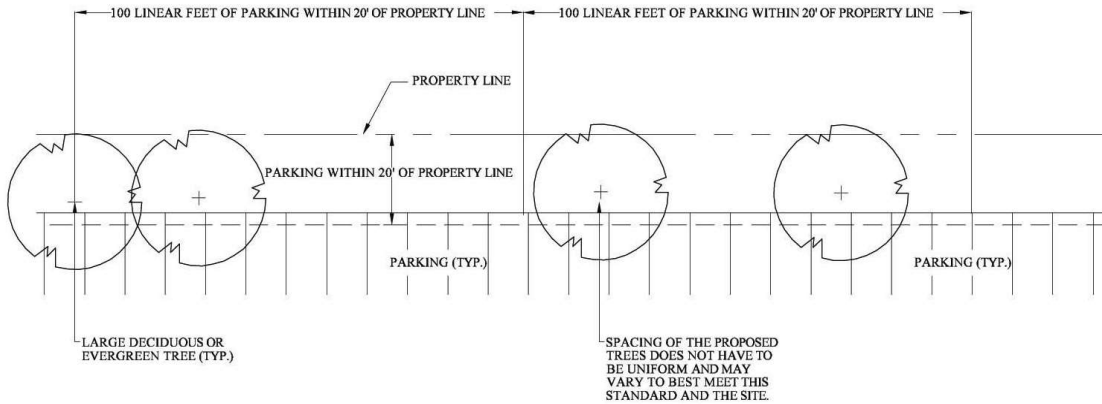 100 LINEAR FEET OF PARKING WITHIN 20' OF PROPERTY LINE
100 LINEAR FEET OF PARKING WITHIN 20' OF PROPERTY LINE
PROPERTY LINE
PARKING WITHIN 20' OF PROPERTY LINE
PARKING (TYP.)
PARKING (TYP.)
LARGE DECIDUOUS OR
EVERGREEN TREE (TYP.)
SPACING OF THE PROPOSED
TREES DOES NOT HAVE TO
BE UNIFORM AND MAY
VARY TO BEST MEET THIS
STANDARD AND THE SITE.